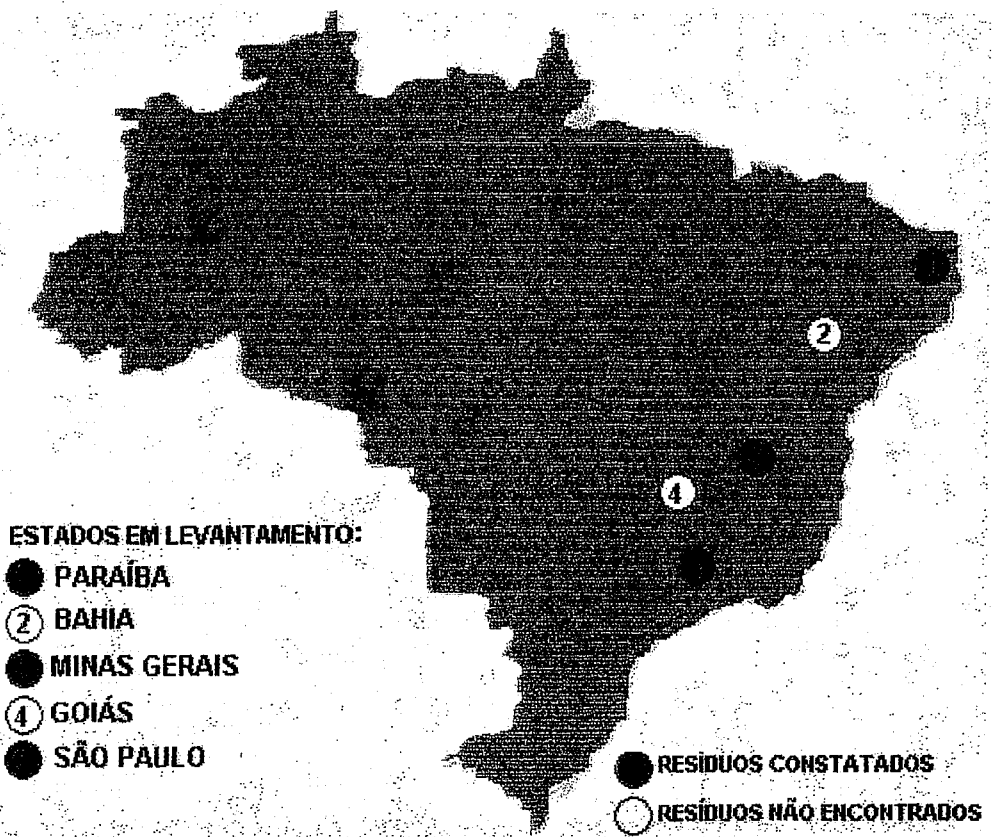 2
4
ESTADOS EM LEVANTAMENTO:
PARAÍBA
2 BAHIA
MINAS GERAIS
4 GOIÁS
SÃO PAULO
RESÍDUOS CONSTATADOS
RESÍDUOS NÃO ENCONTRADOS